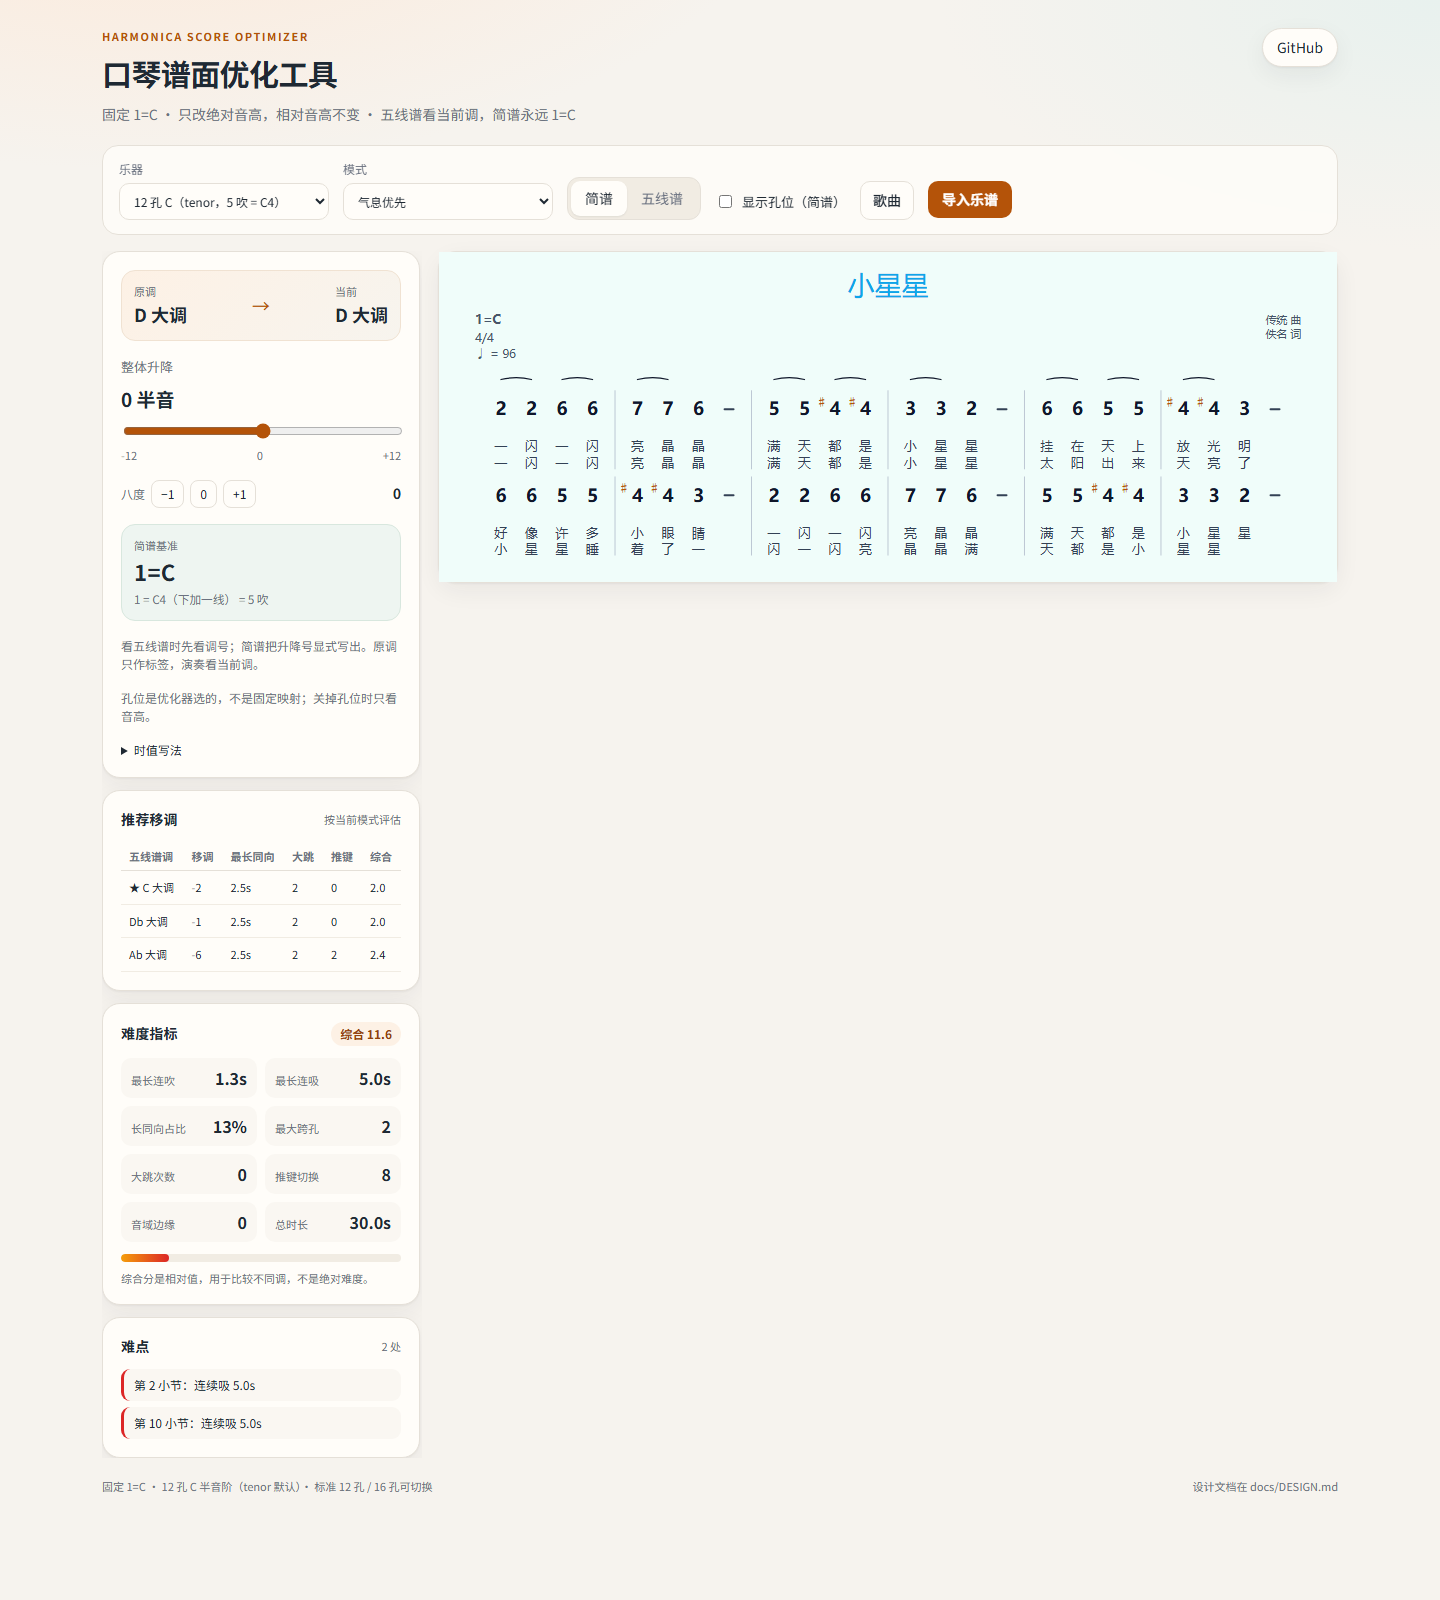 HARMONICA SCORE OPTIMIZER
口琴谱面优化工具
固定 1=C · 只改绝对音高，相对音高不变 · 五线谱看当前调，简谱永远 1=C
GitHub
乐器
模式
12 孔 C（tenor，5 吹 = C4）
气息优先
简谱
五线谱
显示孔位（简谱）
歌曲
导入乐谱
原调
D 大调
→
当前
D 大调
整体升降
0 半音
-12 0 +12
八度 −1 0 +1 0
简谱基准
1=C
1 = C4（下加一线） = 5 吹
看五线谱时先看调号；简谱把升降号显式写出。原调
只作标签，演奏看当前调。
孔位是优化器选的，不是固定映射；关掉孔位时只看
音高。
▶ 时值写法
推荐移调
按当前模式评估
五线谱调 移调 最长同向 大跳 推键 综合
★ C 大调 -2 2.5s 2 0 2.0
Db 大调 -1 2.5s 2 0 2.0
Ab 大调 -6 2.5s 2 2 2.4
难度指标
综合 11.6
最长连吹 1.3s
最长连吸 5.0s
长同向占比 13%
最大跨孔 2
大跳次数 0
推键切换 8
音域边缘 0
总时长 30.0s
综合分是相对值，用于比较不同调，不是绝对难度。
难点
2 处
第 2 小节：连续吸 5.0s
第 10 小节：连续吸 5.0s
小星星
1=C
4/4
♩ = 96
传统 曲
佚名 词
2 2 6 6 | 7 7 6 − | 5 5 ♯4 ♯4 | 3 3 2 − | 6 6 5 5 | ♯4 ♯4 3 −
一 闪 一 闪 亮 晶 晶 满 天 都 是 小 星 星 挂 在 天 上 放 光 明
一 闪 一 闪 亮 晶 晶 满 天 都 是 小 星 星 太 阳 出 来 天 亮 了
6 6 5 5 | ♯4 ♯4 3 − | 2 2 6 6 | 7 7 6 − | 5 5 ♯4 ♯4 | 3 3 2 −
好 像 许 多 小 眼 睛 一 闪 一 闪 亮 晶 晶 满 天 都 是 小 星 星
小 星 星 睡 着 了 一 闪 一 闪 亮 晶 晶 满 天 都 是 小 星 星
固定 1=C · 12 孔 C 半音阶（tenor 默认）· 标准 12 孔 / 16 孔可切换
设计文档在 docs/DESIGN.md